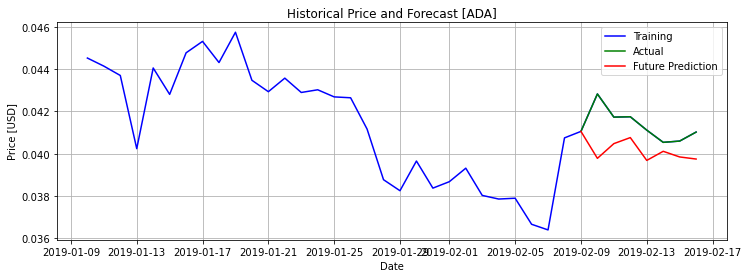 Historical Price and Forecast [ADA]
Training
Actual
Future Prediction
Price [USD]
0.046
0.044
0.042
0.040
0.038
0.036
2019-01-09 2019-01-13 2019-01-17 2019-01-21 2019-01-25 2019-01-29 2019-02-01 2019-02-05 2019-02-09 2019-02-13 2019-02-17
Date